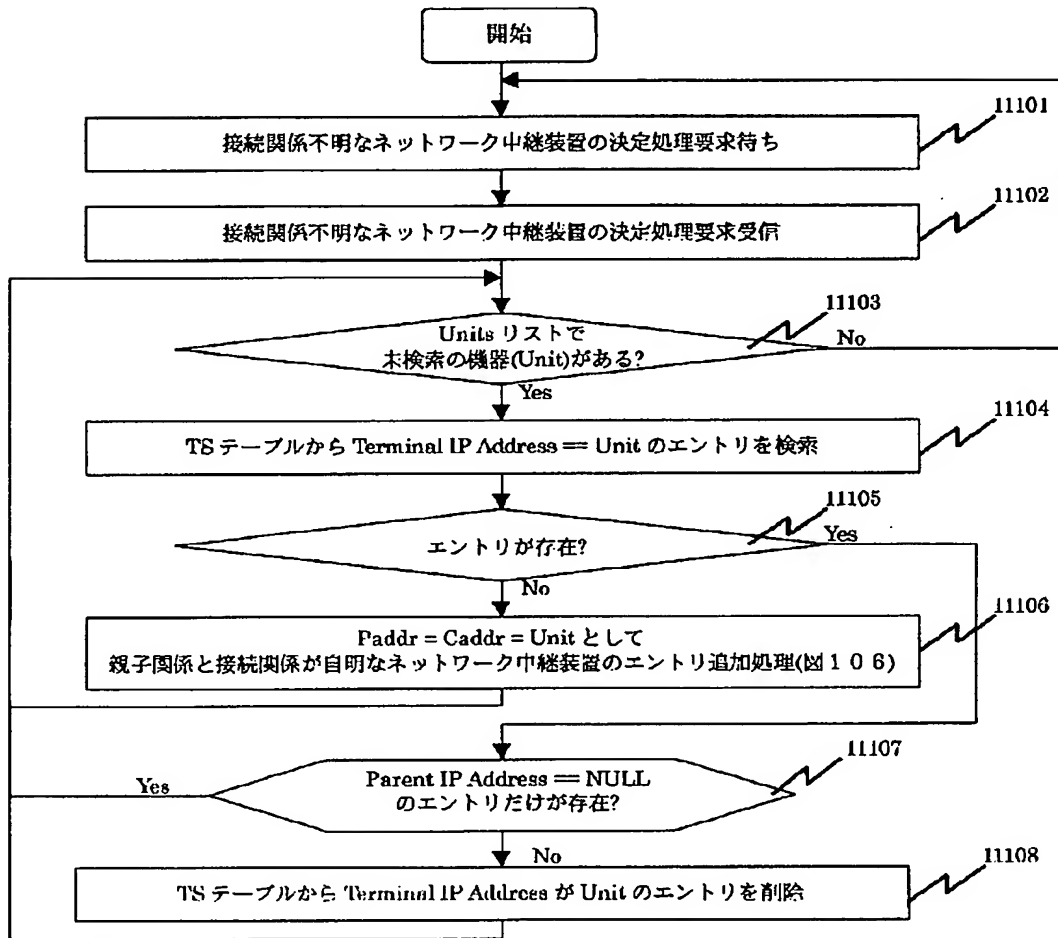 開始
11101
接続関係不明なネットワーク中継装置の決定処理要求待ち
11102
接続関係不明なネットワーク中継装置の決定処理要求受信
11103
Units リストで
未検索の機器(Unit)がある?
No
Yes
11104
TS テーブルから Terminal IP Address == Unit のエントリを検索
11105
エントリが存在?
Yes
No
11106
Paddr = Caddr = Unit として
親子関係と接続関係が自明なネットワーク中継装置のエントリ追加処理(図106)
11107
Parent IP Address == NULL
のエントリだけが存在?
Yes
No
11108
TS テーブルから Terminal IP Address が Unit のエントリを削除